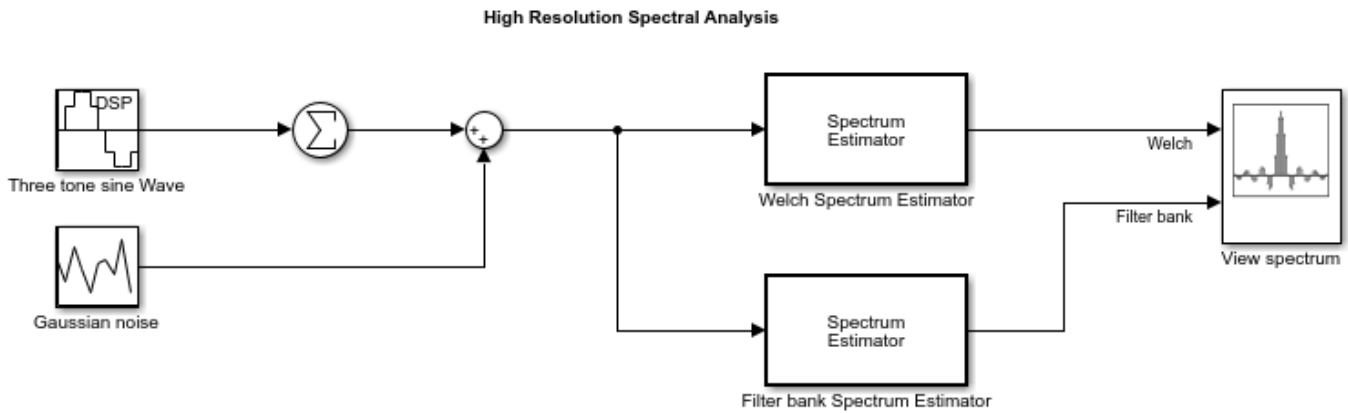 High Resolution Spectral Analysis
DSP
Three tone sine Wave
Σ
+
+
Gaussian noise
Spectrum
Estimator
Welch Spectrum Estimator
Spectrum
Estimator
Filter bank Spectrum Estimator
Welch
Filter bank
View spectrum